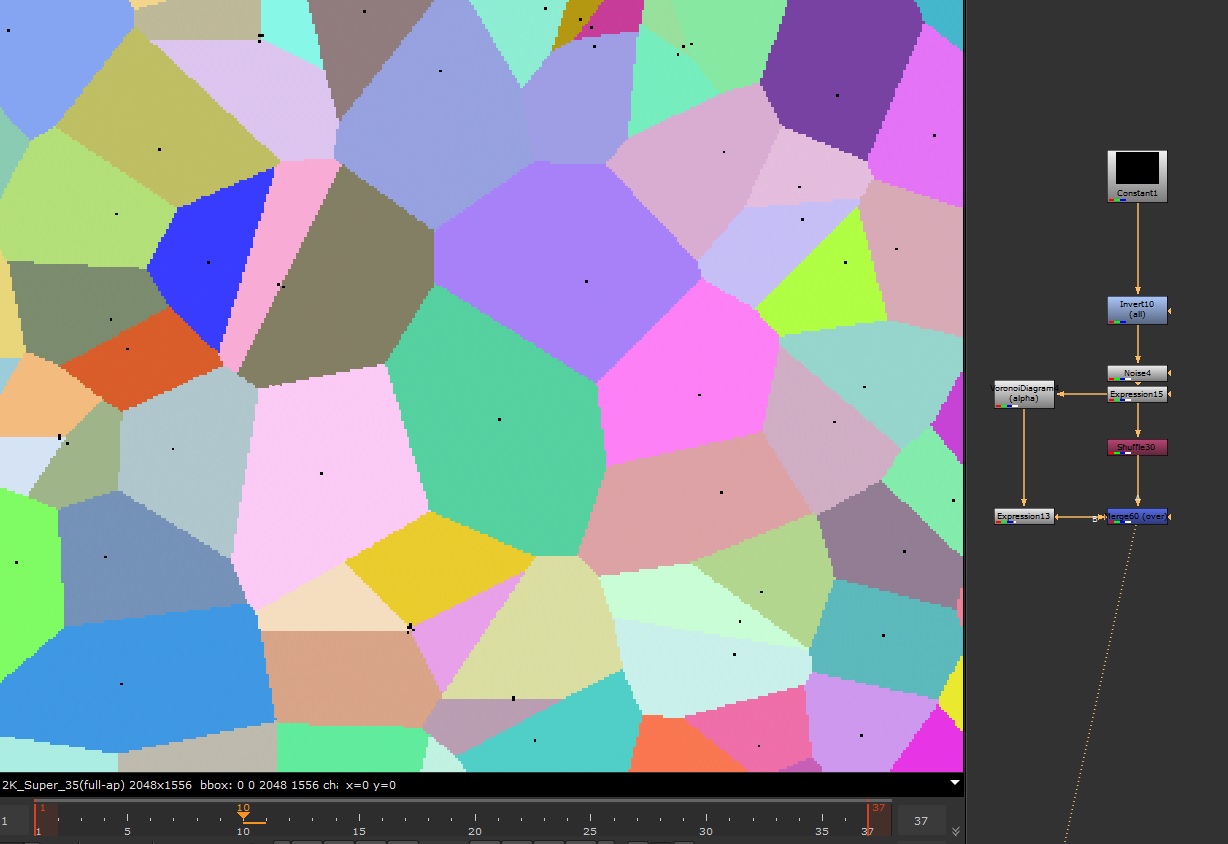 Constant1
Invert10
(all)
Noise4
VoronoiDiagram
(alpha)
Expression15
Shuffle30
A
Expression13
B
Merge60 (over)
2K_Super_35(full-ap) 2048x1556 bbox: 0 0 2048 1556 cha x=0 y=0
1 10 37
1 1 5 10 15 20 25 30 35 37 37